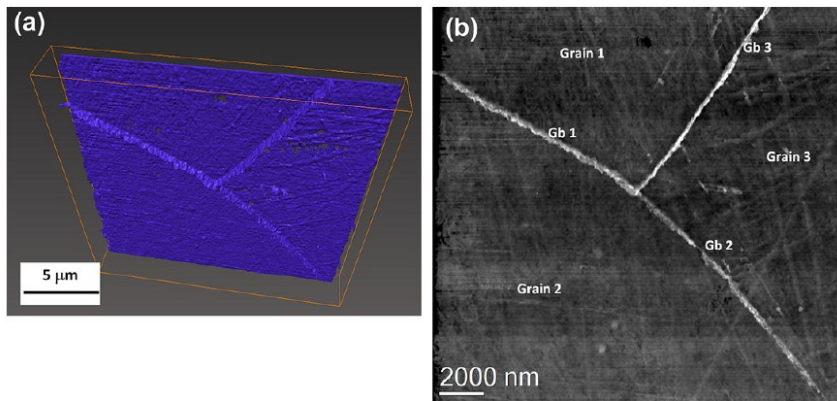 (a)
5 μm
(b)
Grain 1
Gb 3
Gb 1
Grain 3
Gb 2
Grain 2
2000 nm